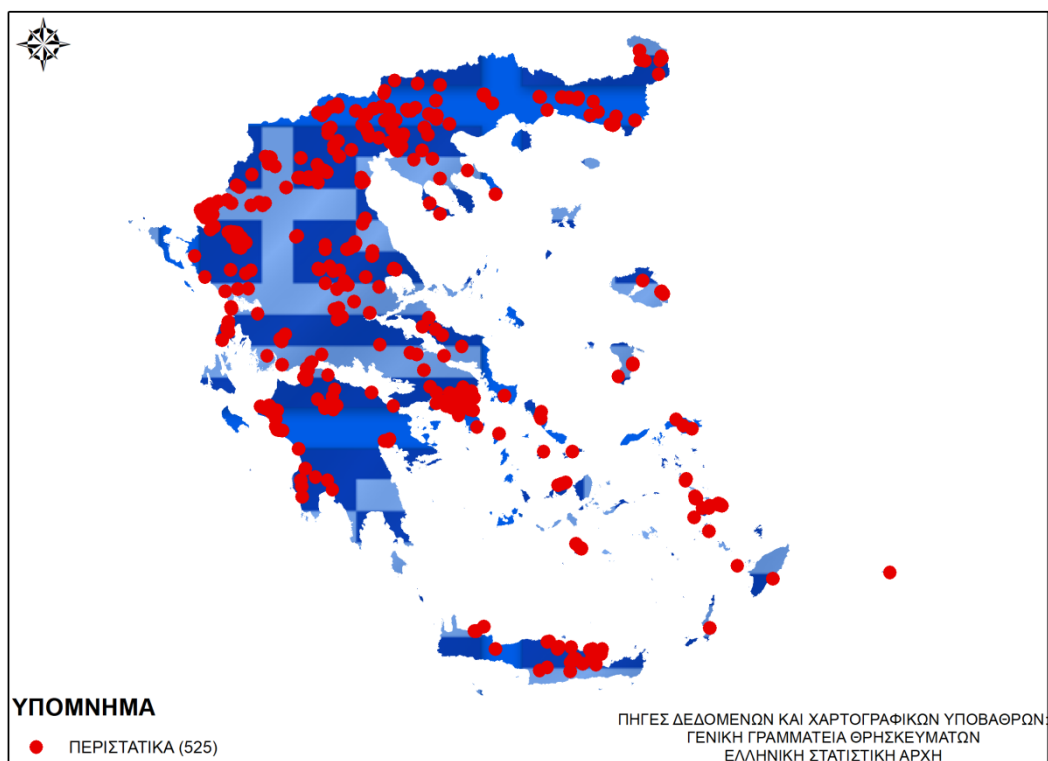 ΥΠΟΜΝΗΜΑ
ΠΕΡΙΣΤΑΤΙΚΑ (525)
ΠΗΓΕΣ ΔΕΔΟΜΕΝΩΝ ΚΑΙ ΧΑΡΤΟΓΡΑΦΙΚΩΝ ΥΠΟΒΑΘΡΩΝ:
ΓΕΝΙΚΗ ΓΡΑΜΜΑΤΕΙΑ ΘΡΗΣΚΕΥΜΑΤΩΝ
ΕΛΛΗΝΙΚΗ ΣΤΑΤΙΣΤΙΚΗ ΑΡΧΗ